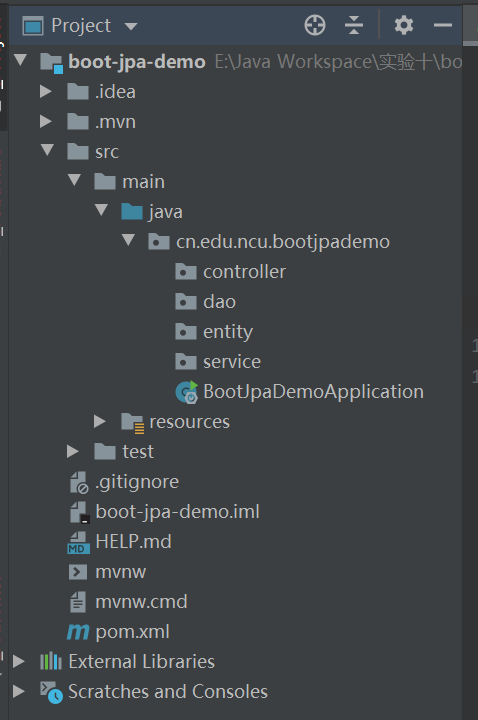 Project
boot-jpa-demo E:\Java Workspace\实验十\bo
.idea
.mvn
src
main
java
cn.edu.ncu.bootjpademo
controller
dao
entity
service
BootJpaDemoApplication
resources
test
.gitignore
boot-jpa-demo.iml
MD HELP.md
mvnw
mvnw.cmd
m pom.xml
External Libraries
Scratches and Consoles